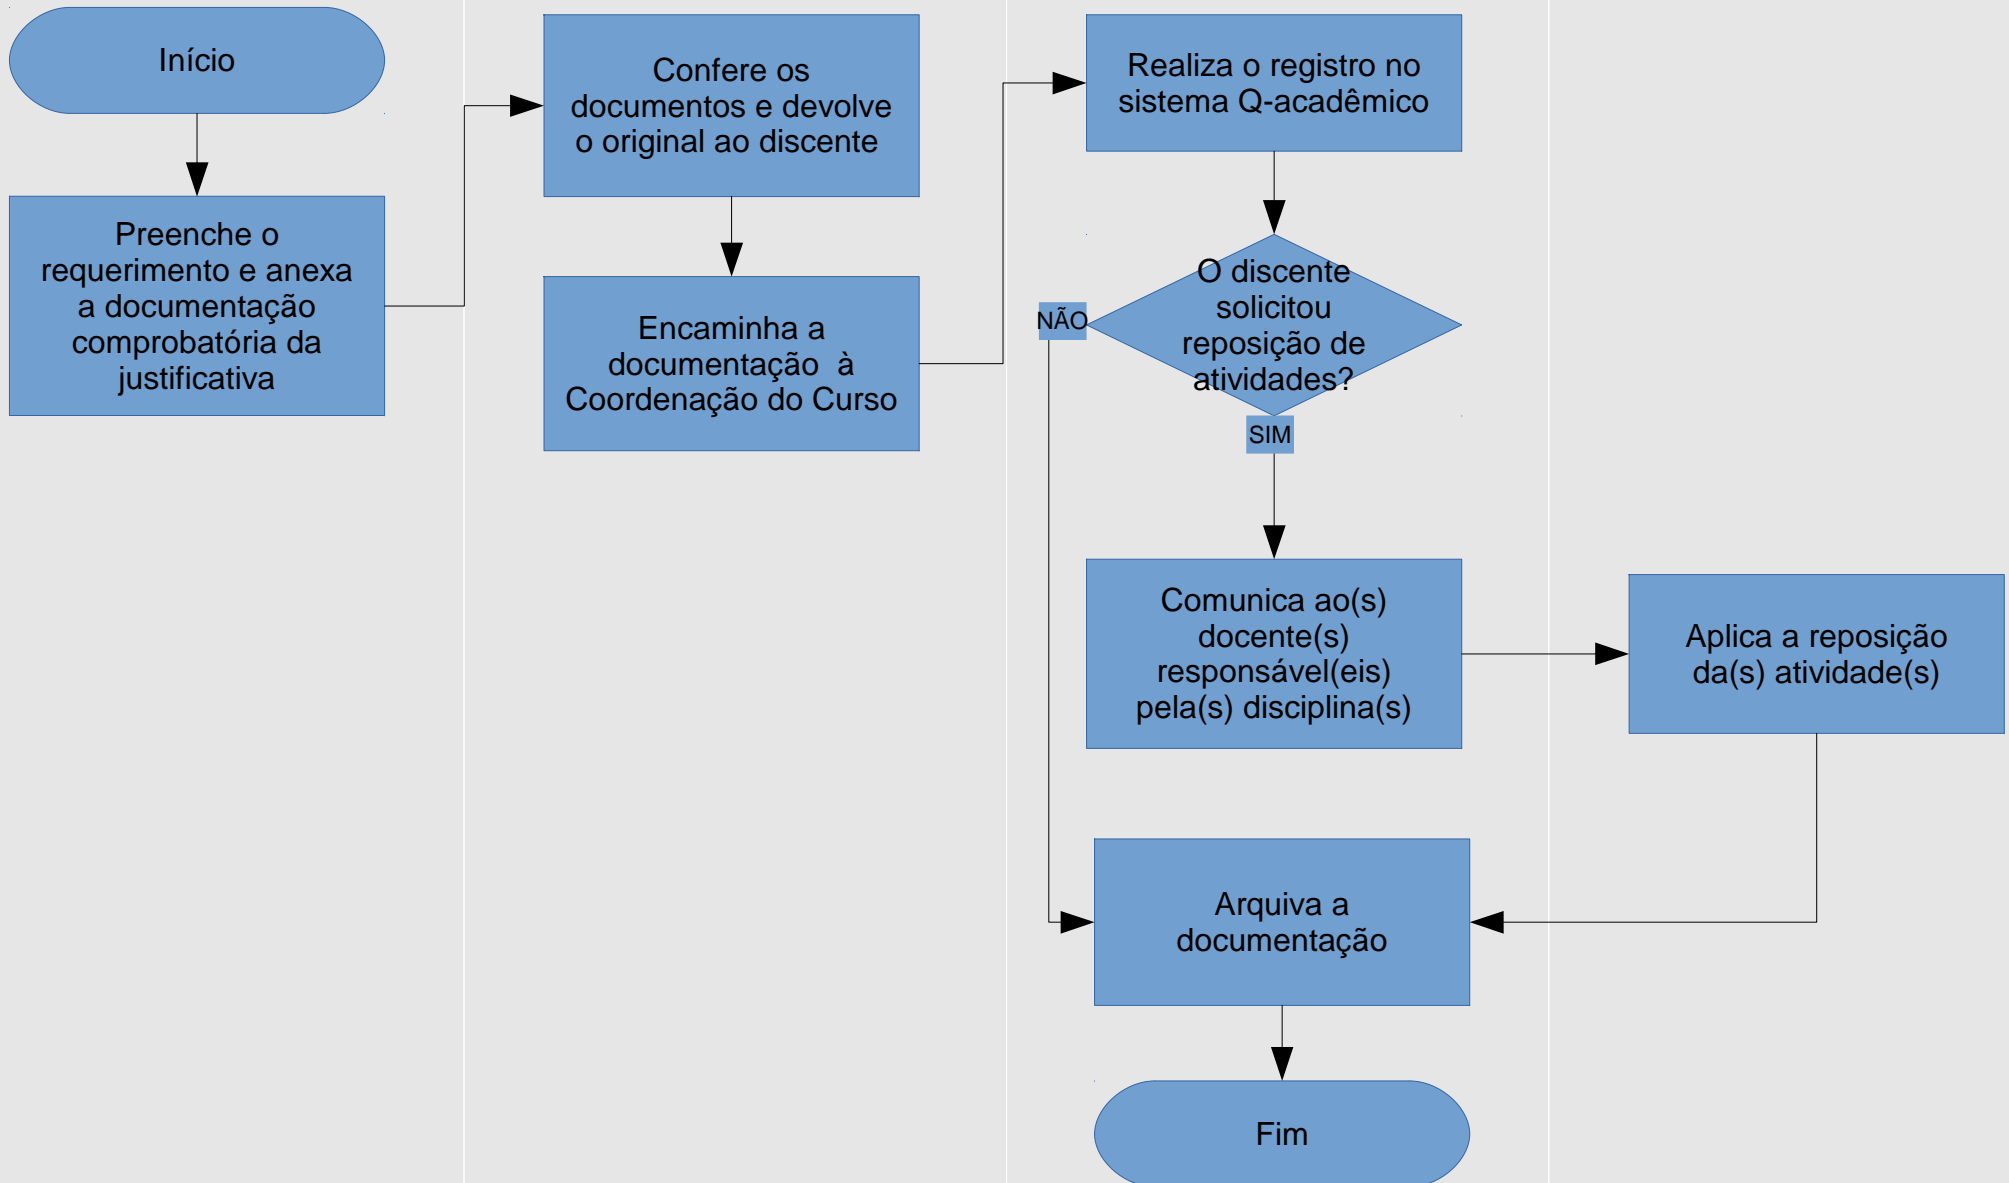 Início
Preenche o
requerimento e anexa
a documentação
comprobatória da
justificativa
Confere os
documentos e devolve
o original ao discente
Encaminha a
documentação à
Coordenação do Curso
Realiza o registro no
sistema Q-acadêmico
O discente
solicitou
reposição de
atividades?
NÃO
SIM
Comunica ao(s)
docente(s)
responsável(eis)
pela(s) disciplina(s)
Aplica a reposição
da(s) atividade(s)
Arquiva a
documentação
Fim